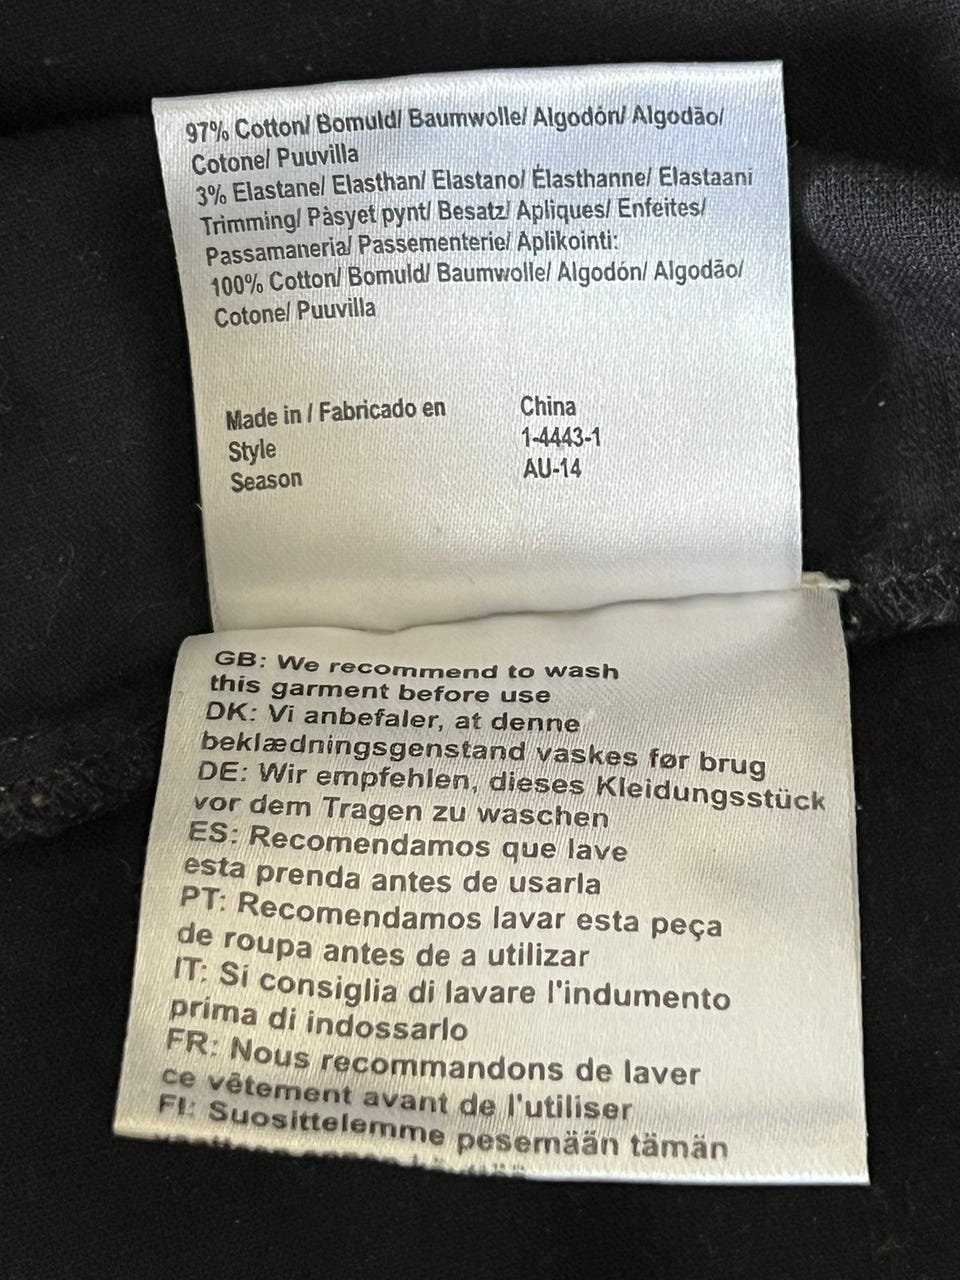 97% Cotton/ Bomuld/ Baumwolle/ Algodón/ Algodão/
Cotone/ Puuvilla
3% Elastane/ Elasthan/ Elastano/ Élasthanne/ Elastaani
Trimming/ Pàsyet pynt/ Besatz/ Apliques/ Enfeites/
Passamaneria/ Passementerie/ Aplikointi:
100% Cotton/ Bomuld/ Baumwolle/ Algodón/ Algodão/
Cotone/ Puuvilla
Made in / Fabricado en China
Style 1-4443-1
Season AU-14
GB: We recommend to wash
this garment before use
DK: Vi anbefaler, at denne
beklædningsgenstand vaskes før brug
DE: Wir empfehlen, dieses Kleidungsstück
vor dem Tragen zu waschen
ES: Recomendamos que lave
esta prenda antes de usarla
PT: Recomendamos lavar esta peça
de roupa antes de a utilizar
IT: Si consiglia di lavare l'indumento
prima di indossarlo
FR: Nous recommandons de laver
ce vêtement avant de l'utiliser
FI: Suosittelemme pesemään tämän